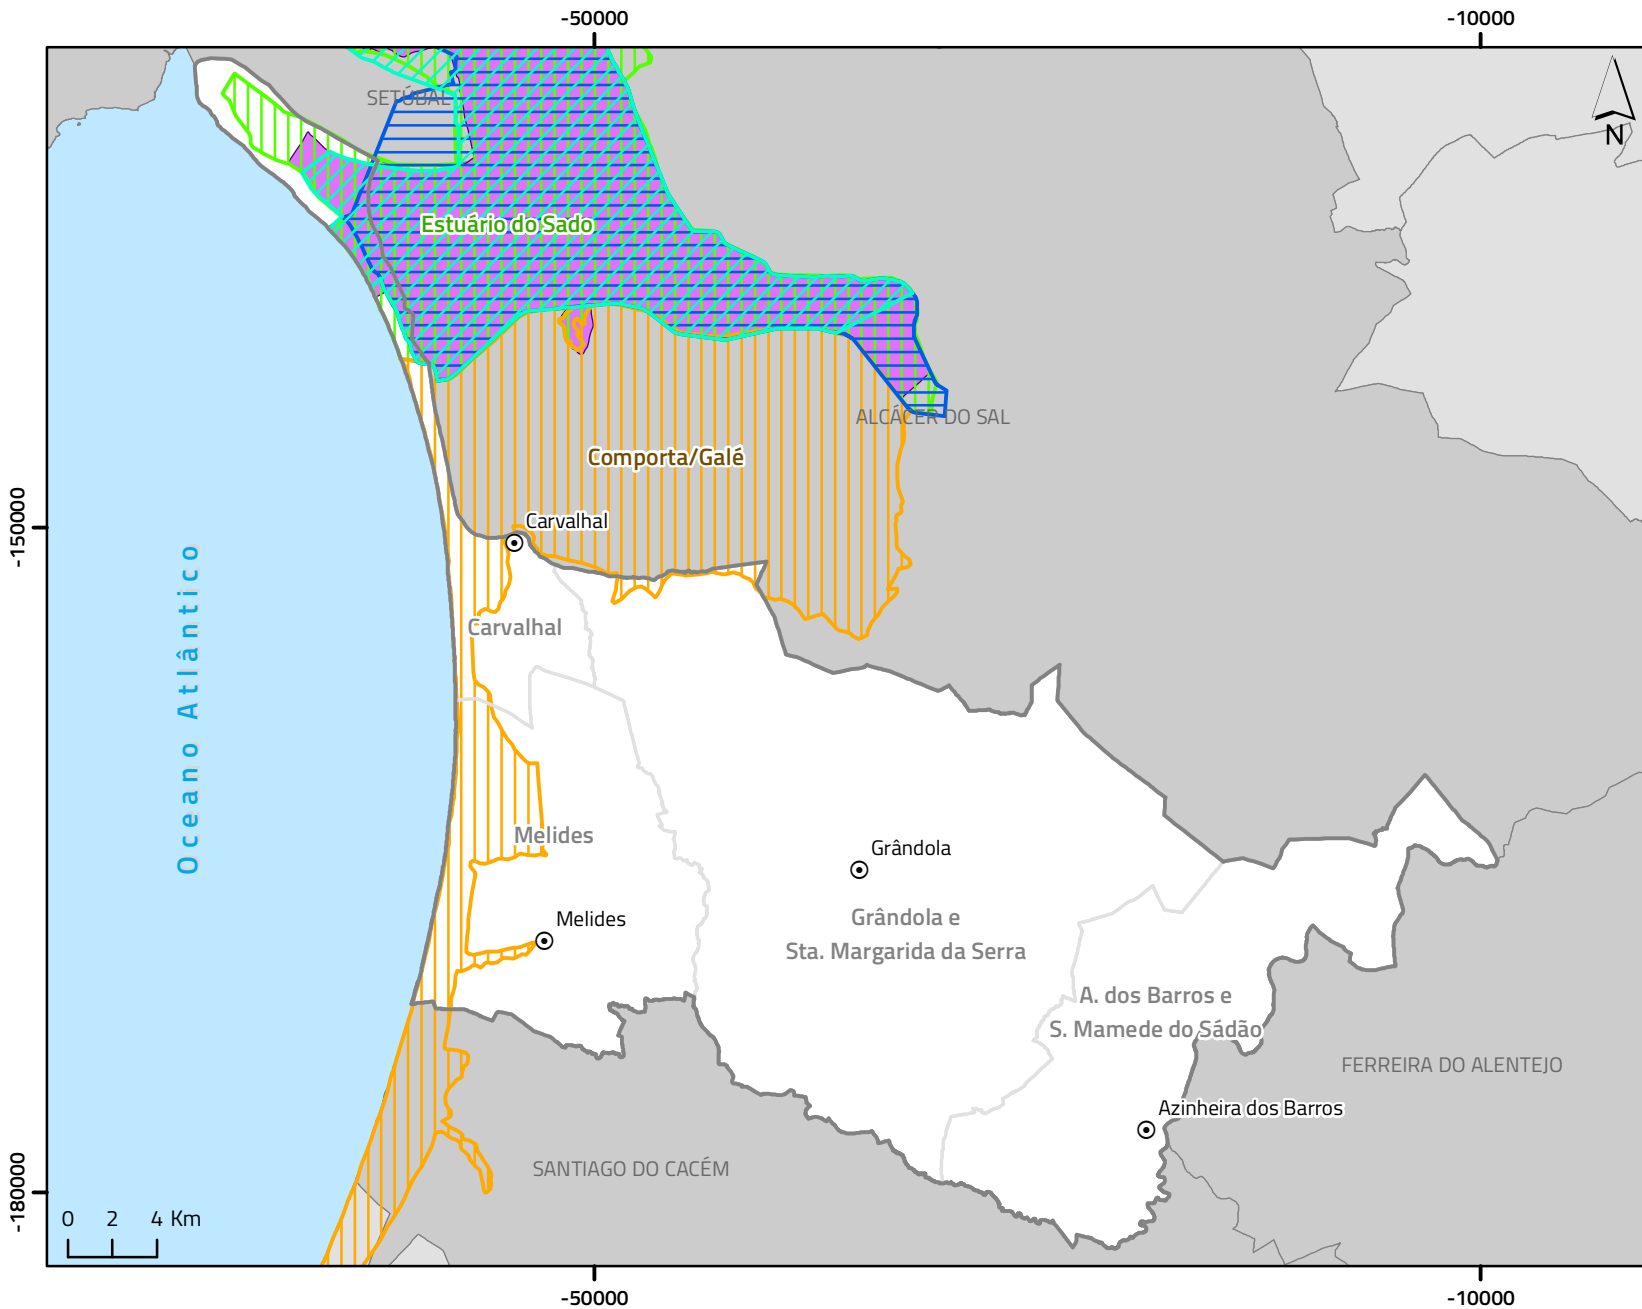 -50000
-10000
N
SETÚBAL
Estuário do Sado
ALCÁCER DO SAL
Comporta/Galé
-150000
Carvalhal
Oceano Atlântico
Carvalhal
Melides
Grândola
Melides
Grândola e
Sta. Margarida da Serra
A. dos Barros e
S. Mamede do Sádão
FERREIRA DO ALENTEJO
Azinheira dos Barros
SANTIAGO DO CACÉM
-180000
0 2 4 Km
-50000
-10000